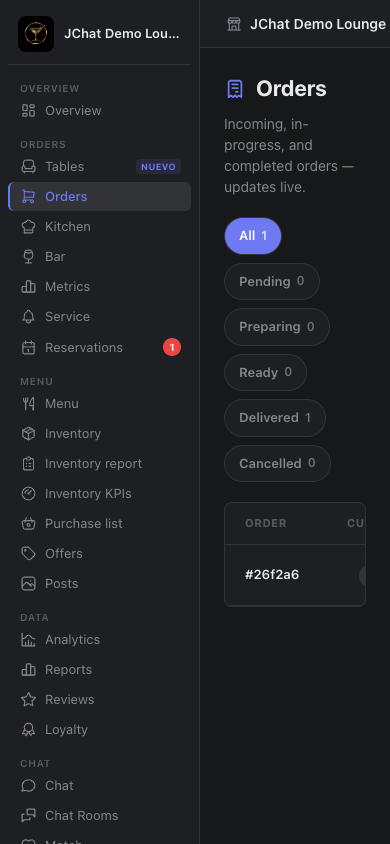 JChat Demo Lou...
OVERVIEW
Overview
ORDERS
Tables NUEVO
Orders
Kitchen
Bar
Metrics
Service
Reservations 1
MENU
Menu
Inventory
Inventory report
Inventory KPIs
Purchase list
Offers
Posts
DATA
Analytics
Reports
Reviews
Loyalty
CHAT
Chat
Chat Rooms
Match
JChat Demo Lounge
Orders
Incoming, in-
progress, and
completed orders —
updates live.
All 1
Pending 0
Preparing 0
Ready 0
Delivered 1
Cancelled 0
ORDER CU
#26f2a6